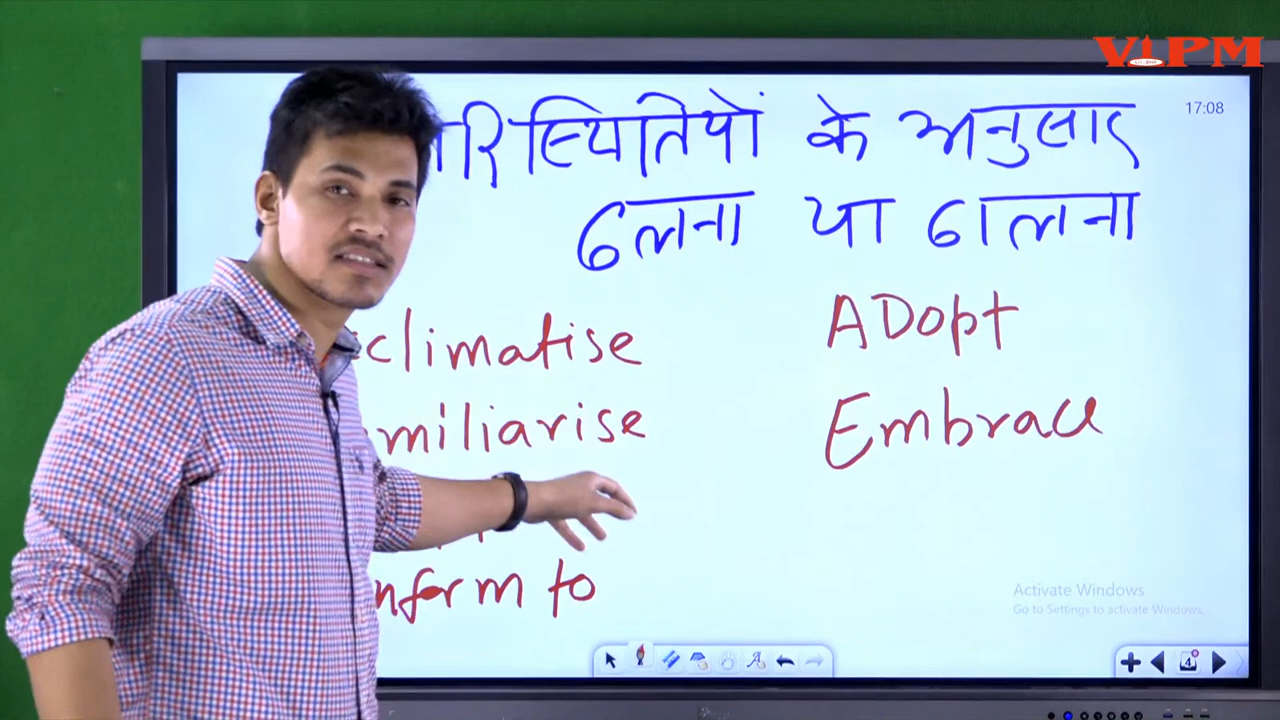 VIPM
17:08
रिस्थितियों के अनुसार
ढलना या ढालना
climatise
ADopt
miliarise
Embrace
nform to
Activate Windows
Go to Settings to activate Windows.
4